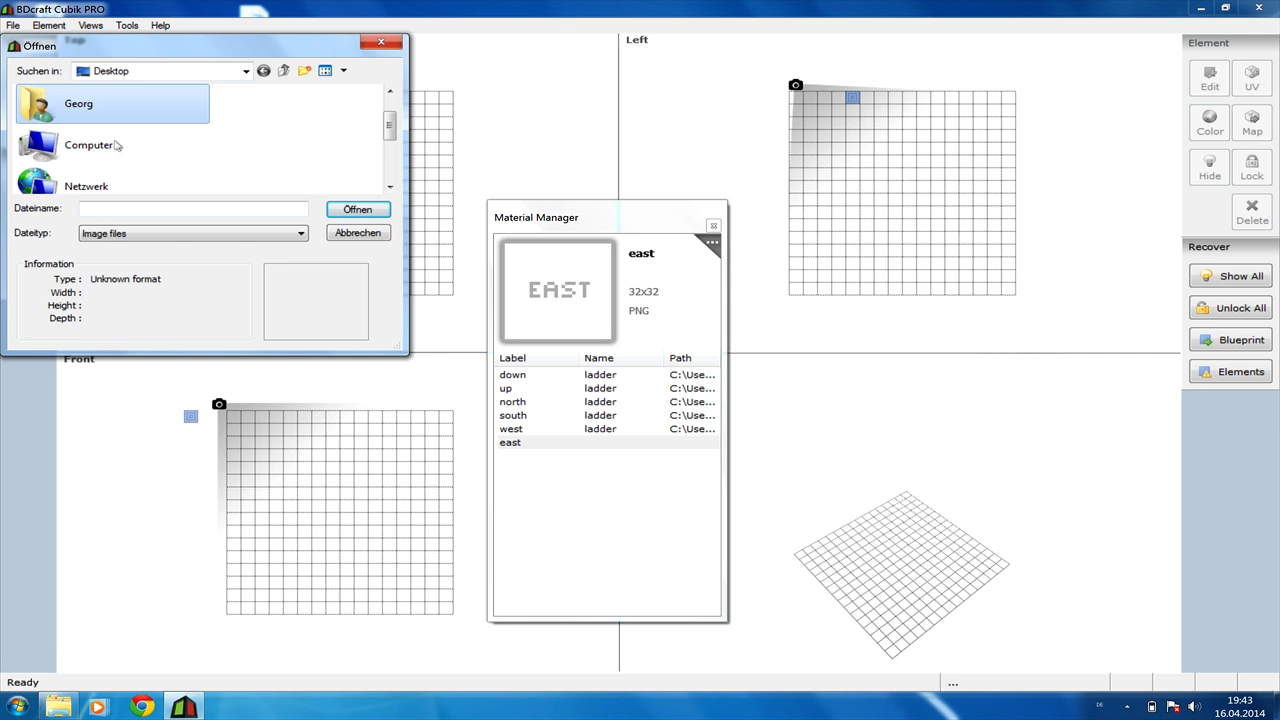 BDcraft Cubik PRO
File Element Views Tools Help
Öffnen
Suchen in: Desktop
Georg
Computer
Netzwerk
Dateiname: Öffnen
Dateityp: Image files Abbrechen
Information
Type : Unknown format
Width :
Height :
Depth :
Left
Front
Material Manager
EAST
east
32x32
PNG
Label Name Path
down ladder C:\Use...
up ladder C:\Use...
north ladder C:\Use...
south ladder C:\Use...
west ladder C:\Use...
east
Element
Edit UV
Color Map
Hide Lock
Delete
Recover
Show All
Unlock All
Blueprint
Elements
Ready ...
DE 19:43
16.04.2014